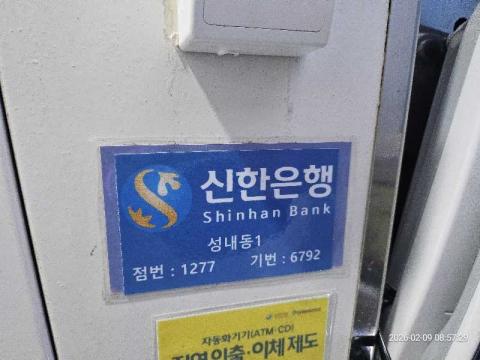 신한은행
Shinhan Bank
성내동1
점번 : 1277 기번 : 6792
자동화기기(ATM·CD)
지연인출·이체 제도
2026-02-09 08:57:29